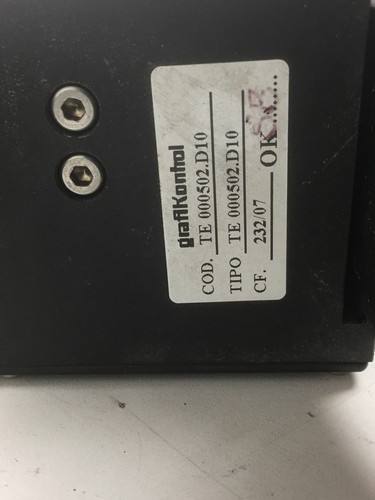 grafiKontrol
COD. TE 000502.D10
TIPO TE 000502.D10
CF. 232/07 OK ........